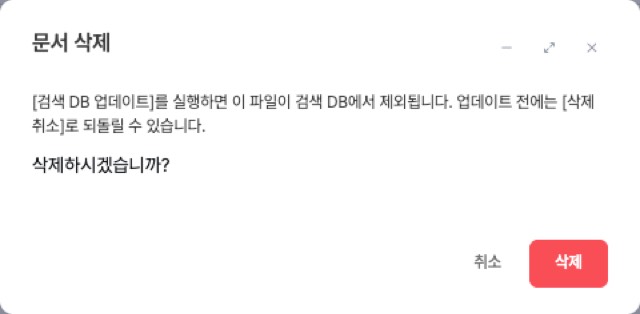 문서 삭제
[검색 DB 업데이트]를 실행하면 이 파일이 검색 DB에서 제외됩니다. 업데이트 전에는 [삭제
취소]로 되돌릴 수 있습니다.
삭제하시겠습니까?
취소
삭제